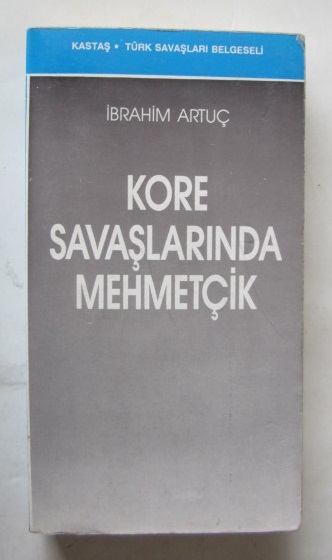 KASTAŞ • TÜRK SAVAŞLARI BELGESELİ
İBRAHİM ARTUÇ
KORE
SAVAŞLARINDA
MEHMETÇİK